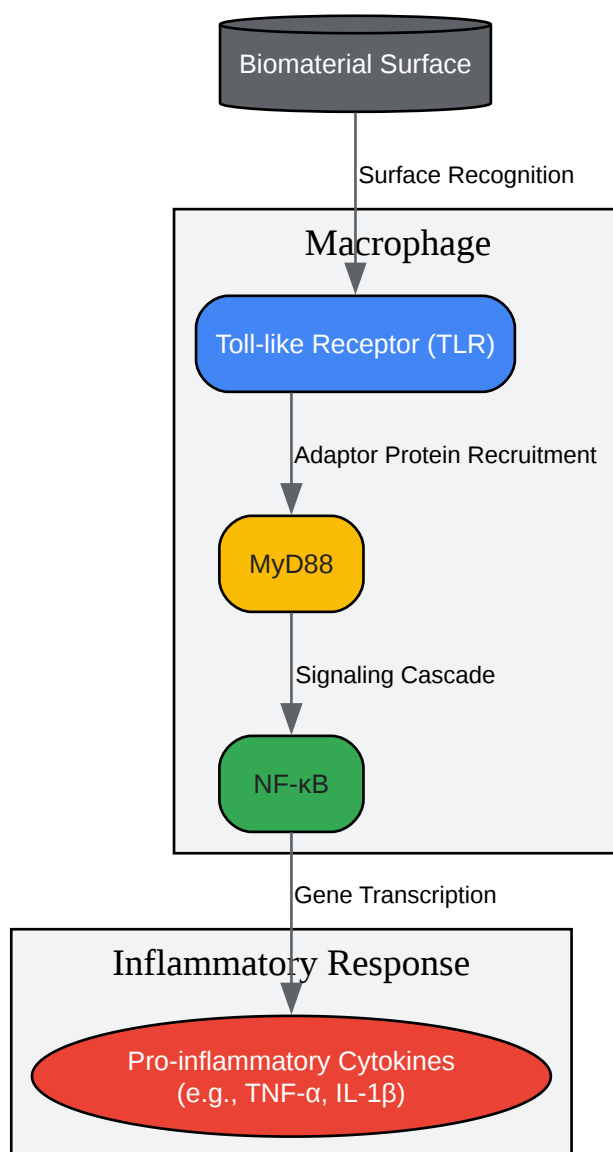 Biomaterial Surface
Surface Recognition
Macrophage
Toll-like Receptor (TLR)
Adaptor Protein Recruitment
MyD88
Signaling Cascade
NF-κB
Gene Transcription
Inflammatory Response
Pro-inflammatory Cytokines
(e.g., TNF-α, IL-1β)